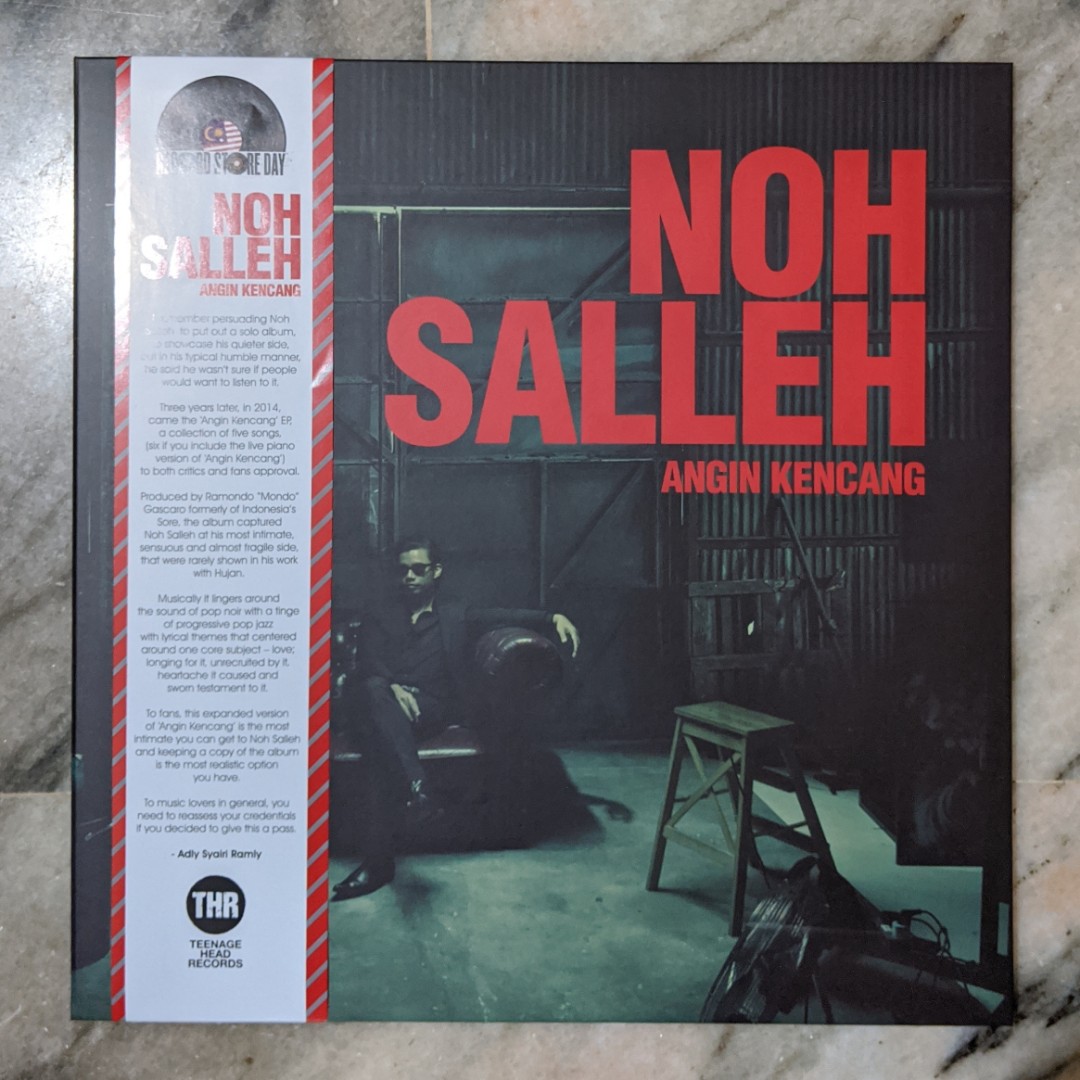 RECORD STORE DAY
NOH
SALLEH
ANGIN KENCANG
I remember persuading Noh
Salleh to put out a solo album,
to showcase his quieter side,
but in his typical humble manner,
he said he wasn't sure if people
would want to listen to it.
Three years later, in 2014,
came the 'Angin Kencang' EP,
a collection of five songs,
(six if you include the live piano
version of 'Angin Kencang')
to both critics and fans approval.
Produced by Ramondo "Mondo"
Gascaro formerly of Indonesia's
Sore, the album captured
Noh Salleh at his most intimate,
sensuous and almost fragile side,
that were rarely shown in his work
with Hujan.
Musically it lingers around
the sound of pop noir with a tinge
of progressive pop jazz
with lyrical themes that centered
around one core subject – love;
longing for it, unrecruited by it,
heartache it caused and
sworn testament to it.
To fans, this expanded version
of 'Angin Kencang' is the most
intimate you can get to Noh Salleh
and keeping a copy of the album
is the most realistic option
you have.
To music lovers in general, you
need to reassess your credentials
if you decided to give this a pass.
- Adly Syairi Ramly
THR
TEENAGE
HEAD
RECORDS
NOH
SALLEH
ANGIN KENCANG